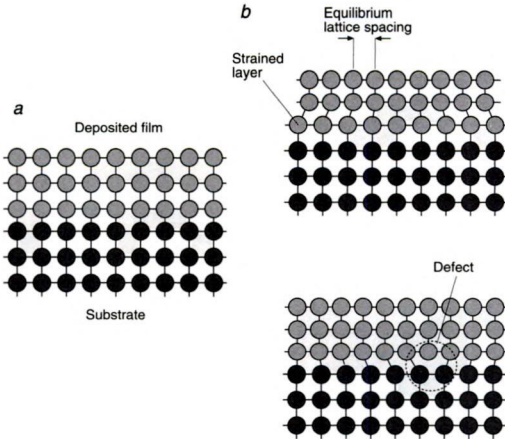 a
Deposited film
Substrate
b
Equilibrium
lattice spacing
Strained
layer
Defect